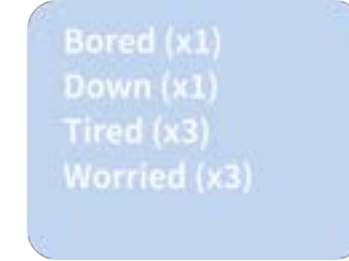 Bored (x1)
Down (x1)
Tired (x3)
Worried (x3)